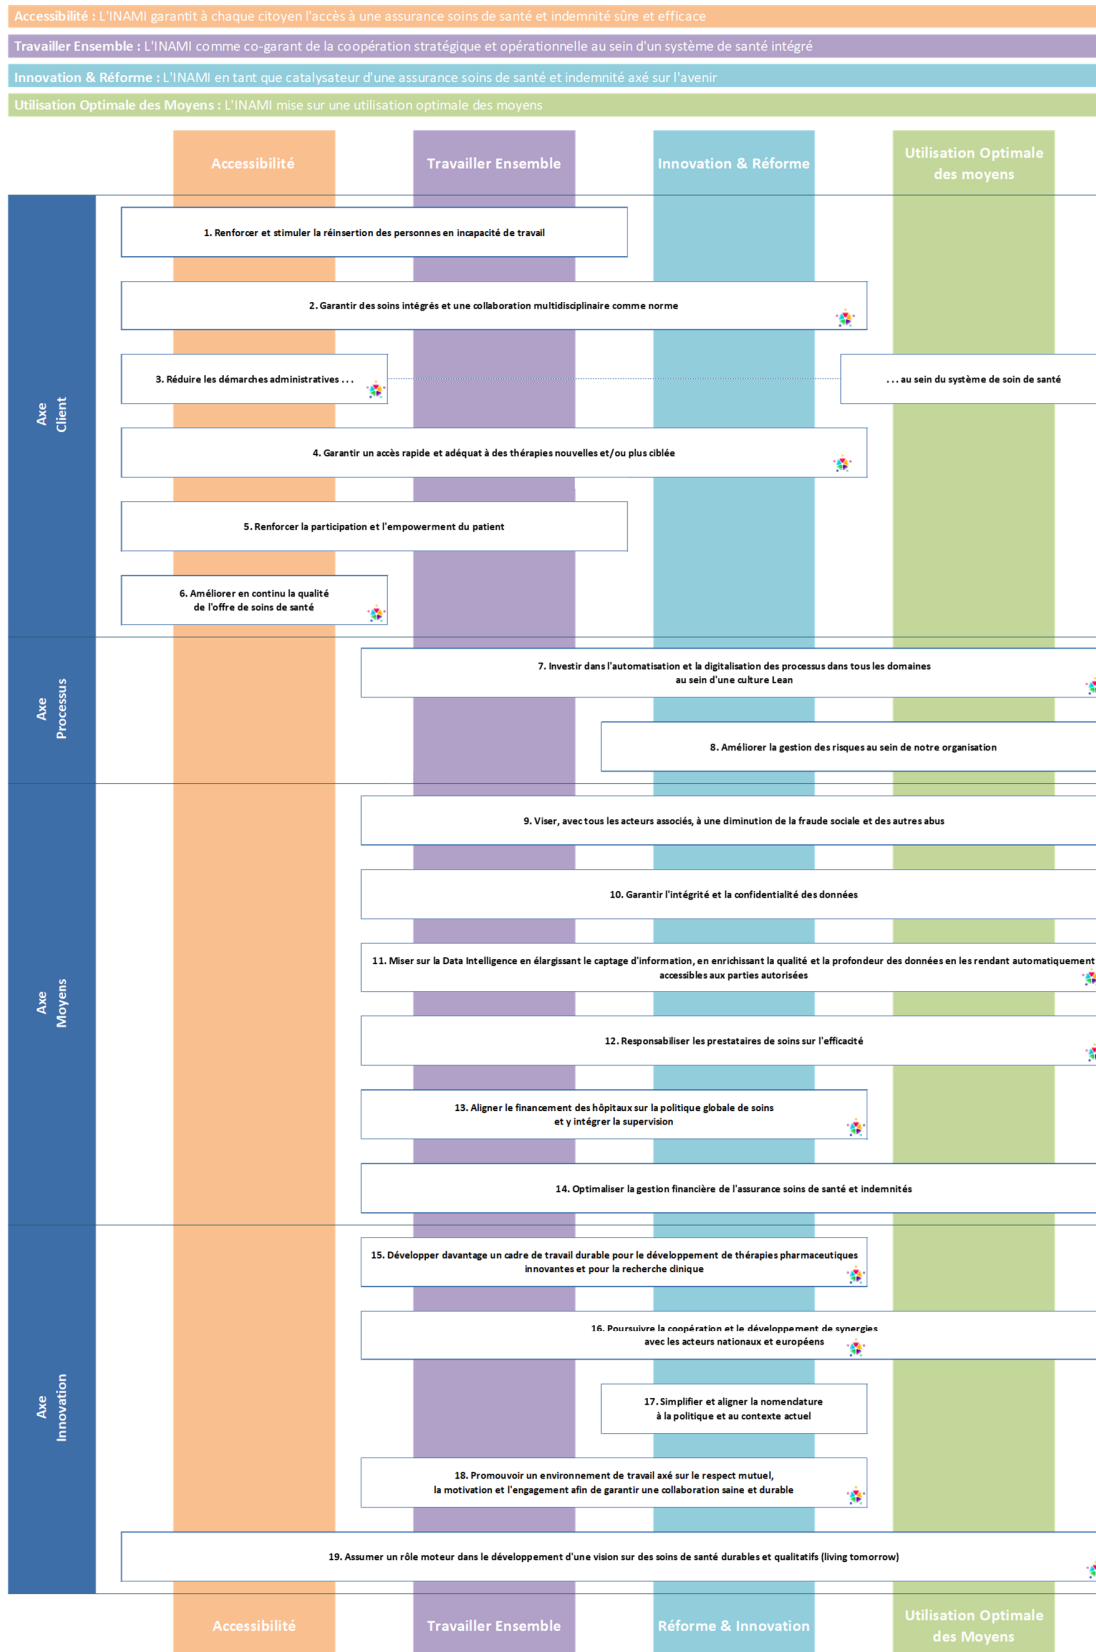 Accessibilité : L'INAMI garantit à chaque citoyen l'accès à une assurance soins de santé et indemnité sûre et efficace
Travailler Ensemble : L'INAMI comme co-garant de la coopération stratégique et opérationnelle au sein d'un système de santé intégré
Innovation & Réforme : L'INAMI en tant que catalysateur d'une assurance soins de santé et indemnité axé sur l'avenir
Utilisation Optimale des Moyens : L'INAMI mise sur une utilisation optimale des moyens
Accessibilité
Travailler Ensemble
Innovation & Réforme
Utilisation Optimale
des moyens
Axe
Client
1. Renforcer et stimuler la réinsertion des personnes en incapacité de travail
2. Garantir des soins intégrés et une collaboration multidisciplinaire comme norme
3. Réduire les démarches administratives . . .
. . . au sein du système de soin de santé
4. Garantir un accès rapide et adéquat à des thérapies nouvelles et/ou plus ciblée
5. Renforcer la participation et l'empowerment du patient
6. Améliorer en continu la qualité
de l'offre de soins de santé
Axe
Processus
7. Investir dans l'automatisation et la digitalisation des processus dans tous les domaines
au sein d'une culture Lean
8. Améliorer la gestion des risques au sein de notre organisation
Axe
Moyens
9. Viser, avec tous les acteurs associés, à une diminution de la fraude sociale et des autres abus
10. Garantir l'intégrité et la confidentialité des données
11. Miser sur la Data Intelligence en élargissant le captage d'information, en enrichissant la qualité et la profondeur des données en les rendant automatiquement
accessibles aux parties autorisées
12. Responsabiliser les prestataires de soins sur l'efficacité
13. Aligner le financement des hôpitaux sur la politique globale de soins
et y intégrer la supervision
14. Optimaliser la gestion financière de l'assurance soins de santé et indemnités
Axe
Innovation
15. Développer davantage un cadre de travail durable pour le développement de thérapies pharmaceutiques
innovantes et pour la recherche clinique
16. Poursuivre la coopération et le développement de synergies
avec les acteurs nationaux et européens
17. Simplifier et aligner la nomenclature
à la politique et au contexte actuel
18. Promouvoir un environnement de travail axé sur le respect mutuel,
la motivation et l'engagement afin de garantir une collaboration saine et durable
19. Assumer un rôle moteur dans le développement d'une vision sur des soins de santé durables et qualitatifs (living tomorrow)
Accessibilité
Travailler Ensemble
Réforme & Innovation
Utilisation Optimale
des Moyens